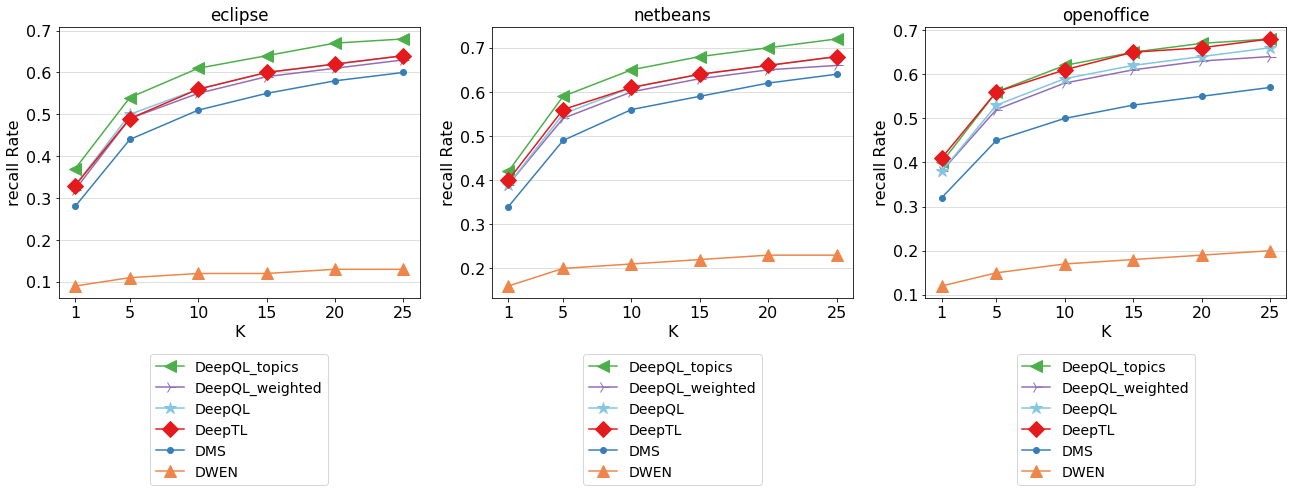 eclipse
0.7
0.6
0.5
0.4
0.3
0.2
0.1
recall Rate
1 5 10 15 20 25
K
DeepQL_topics
DeepQL_weighted
DeepQL
DeepTL
DMS
DWEN
netbeans
0.7
0.6
0.5
0.4
0.3
0.2
recall Rate
1 5 10 15 20 25
K
DeepQL_topics
DeepQL_weighted
DeepQL
DeepTL
DMS
DWEN
openoffice
0.7
0.6
0.5
0.4
0.3
0.2
0.1
recall Rate
1 5 10 15 20 25
K
DeepQL_topics
DeepQL_weighted
DeepQL
DeepTL
DMS
DWEN